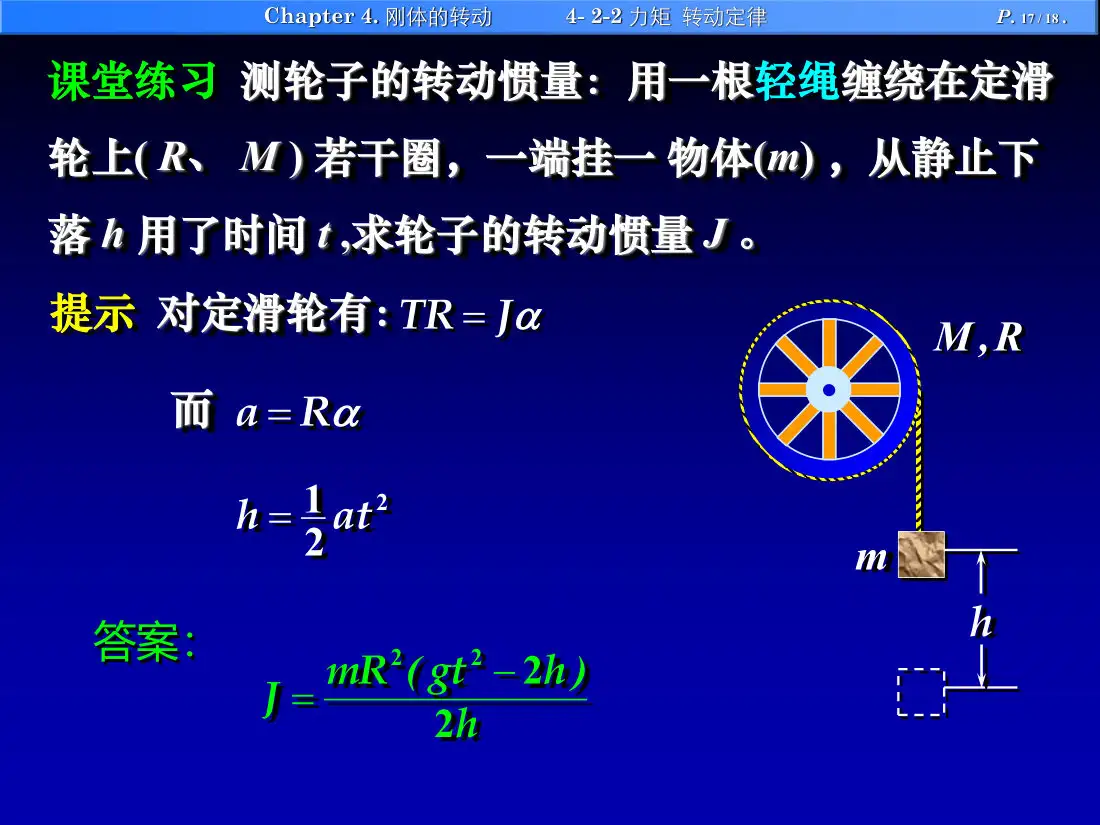 Chapter 4. 刚体的转动 4- 2-2 力矩 转动定律 P. 17 / 18 .
课堂练习 测轮子的转动惯量：用一根轻绳缠绕在定滑
轮上( R、 M ) 若干圈，一端挂一 物体(m) ，从静止下
落 h 用了时间 t ,求轮子的转动惯量 J 。
提示 对定滑轮有: TR = Jα
M , R
而 a = Rα
h = 1/2 at²
m
h
答案：
J = mR²( gt² − 2h ) / 2h